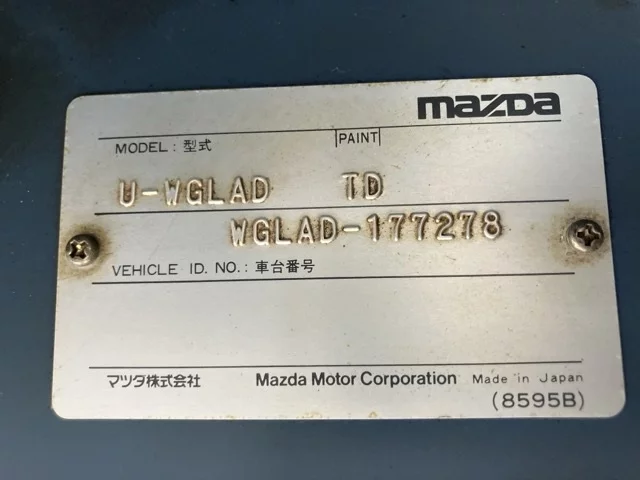 mazda
MODEL : 型式 PAINT
U-WGLAD TD
WGLAD-177278
VEHICLE ID. NO. : 車台番号
マツダ株式会社 Mazda Motor Corporation Made in Japan
(8595B)